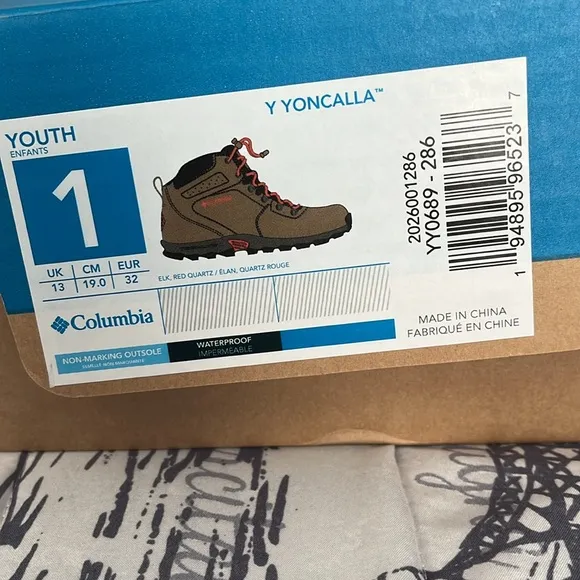 YOUTH
ENFANTS
1
UK CM EUR
13 19.0 32
Columbia
NON-MARKING OUTSOLE
Y YONCALLA™
Columbia
ELK, RED QUARTZ / ÉLAN, QUARTZ ROUGE
WATERPROOF
IMPERMÉABLE
2026001286
YY0689 - 286
1 94895 96523 7
MADE IN CHINA
FABRIQUÉ EN CHINE